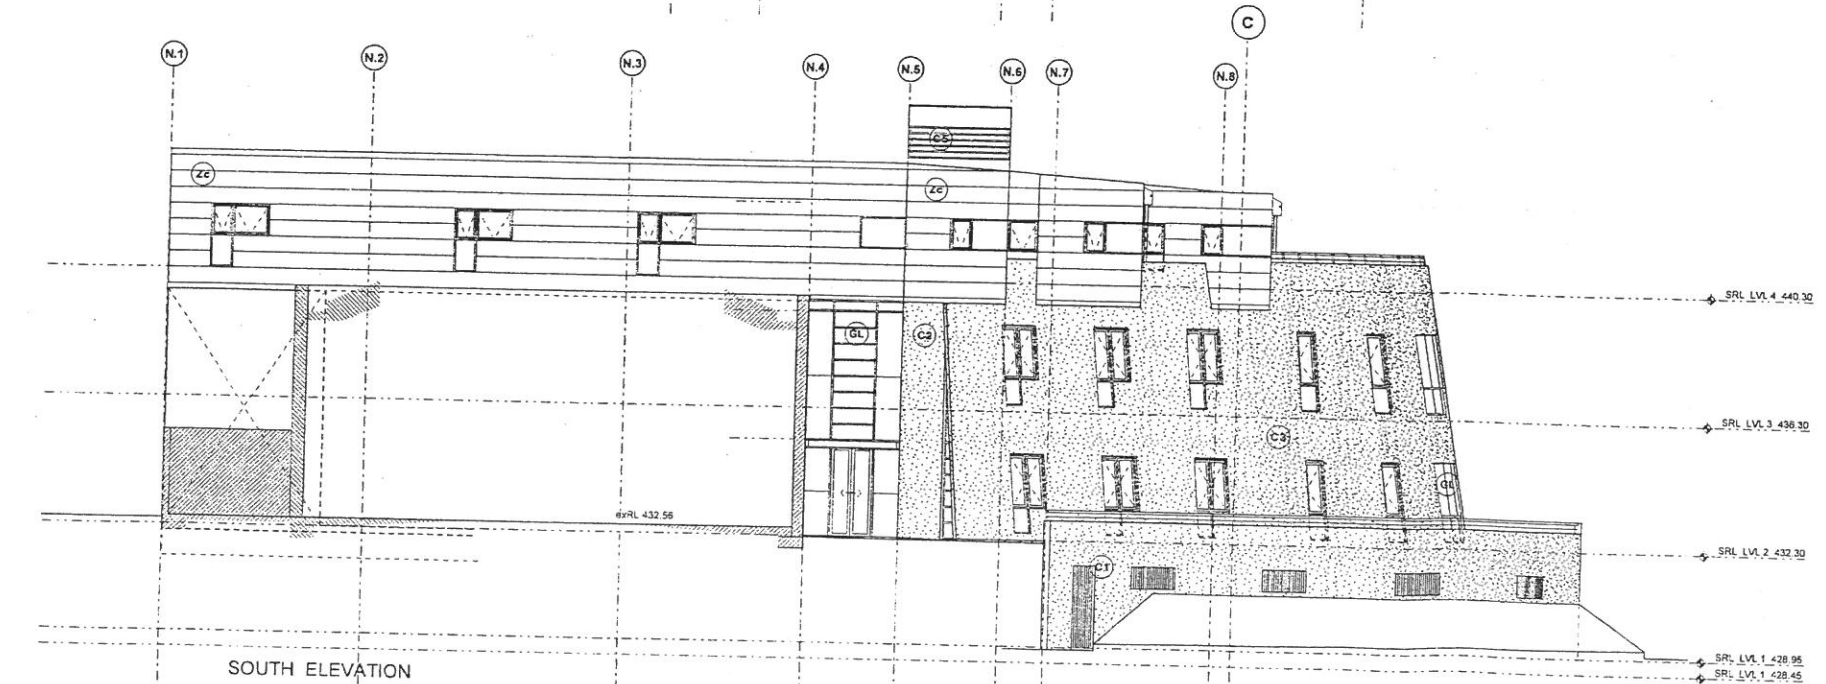 C
N.1
N.2
N.3
N.4
N.5
N.6
N.7
N.8
C5
Zc
Zc
SRL LVL 4 440.30
GL
C2
SRL LVL 3 436.30
C3
GL
exRL 432.56
SRL LVL 2 432.30
C1
SRL LVL 1 428.95
SRL LVL 1 428.45
SOUTH ELEVATION